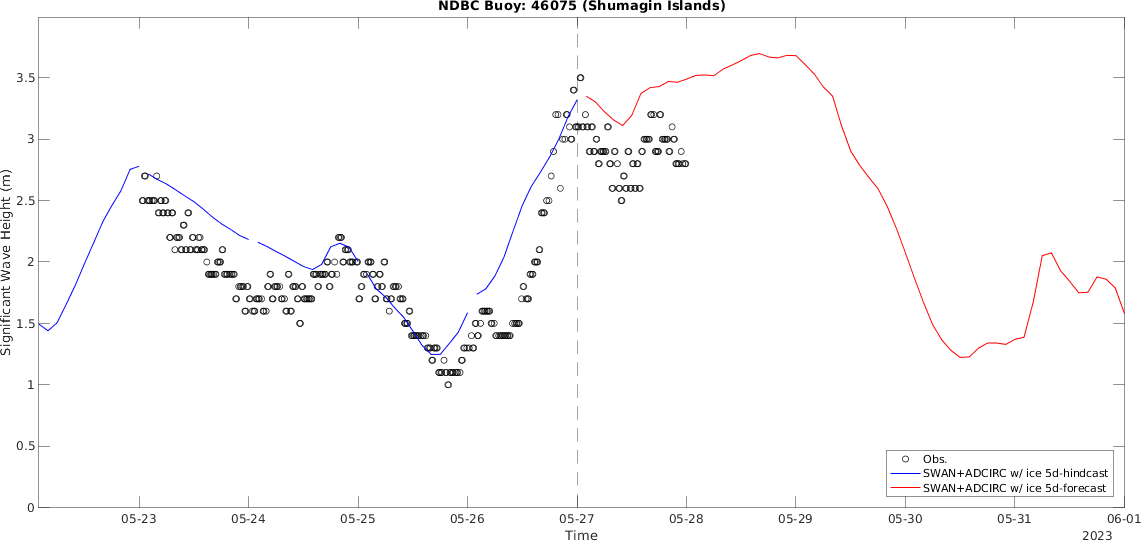 NDBC Buoy: 46075 (Shumagin Islands)
Significant Wave Height (m)
3.5
3
2.5
2
1.5
1
0.5
0
Obs.
SWAN+ADCIRC w/ ice 5d-hindcast
SWAN+ADCIRC w/ ice 5d-forecast
05-23 05-24 05-25 05-26 05-27 05-28 05-29 05-30 05-31 06-01
Time 2023